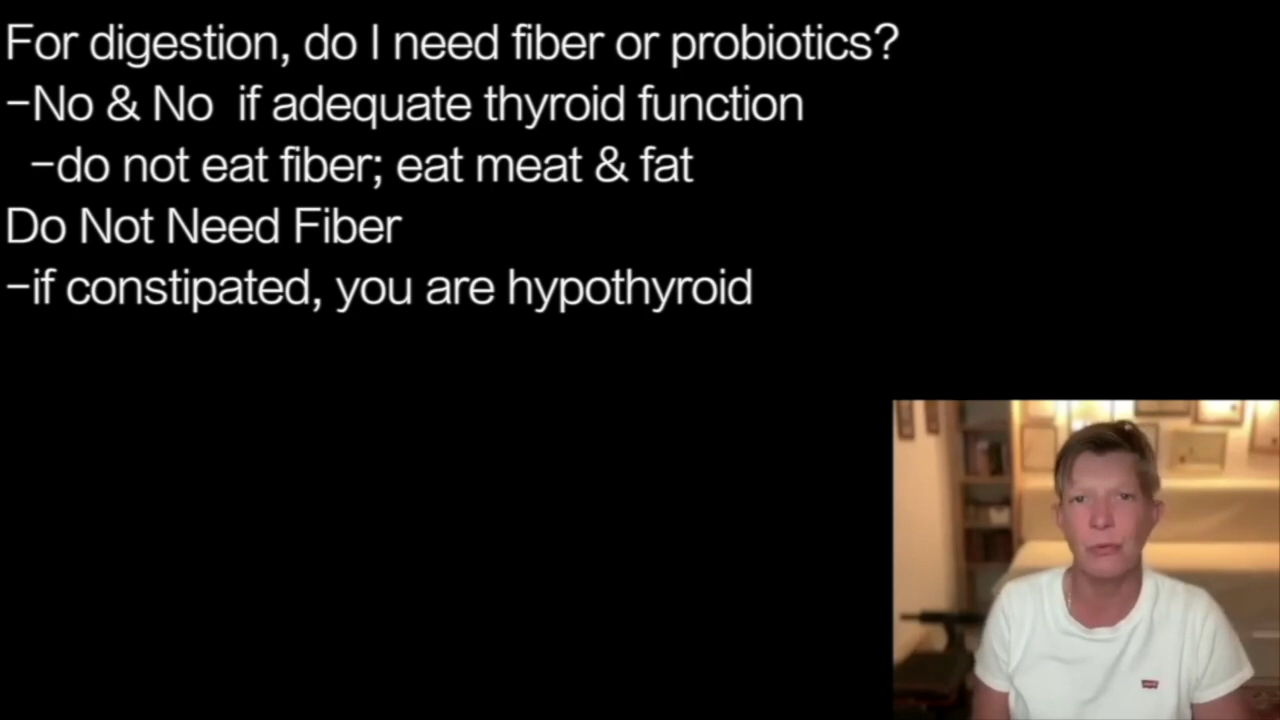 For digestion, do I need fiber or probiotics?
−No & No if adequate thyroid function
−do not eat fiber; eat meat & fat
Do Not Need Fiber
−if constipated, you are hypothyroid